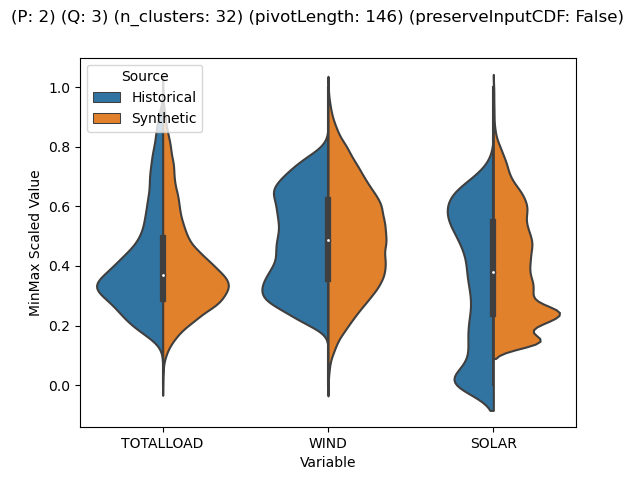 (P: 2) (Q: 3) (n_clusters: 32) (pivotLength: 146) (preserveInputCDF: False)
Source
Historical
Synthetic
MinMax Scaled Value
1.0
0.8
0.6
0.4
0.2
0.0
TOTALLOAD WIND SOLAR
Variable